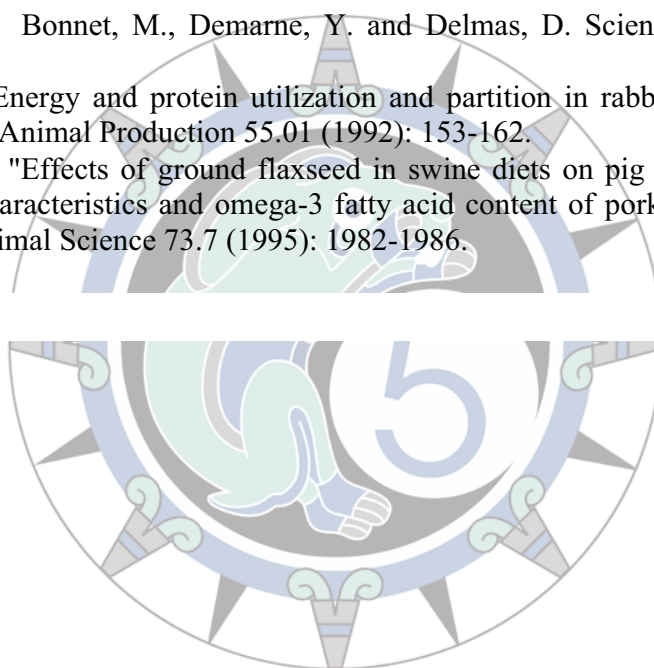 Bonnet, M., Demarne, Y. and Delmas, D. Scien
Energy and protein utilization and partition in rabb
Animal Production 55.01 (1992): 153-162.
"Effects of ground flaxseed in swine diets on pig
aracteristics and omega-3 fatty acid content of pork
imal Science 73.7 (1995): 1982-1986.
5